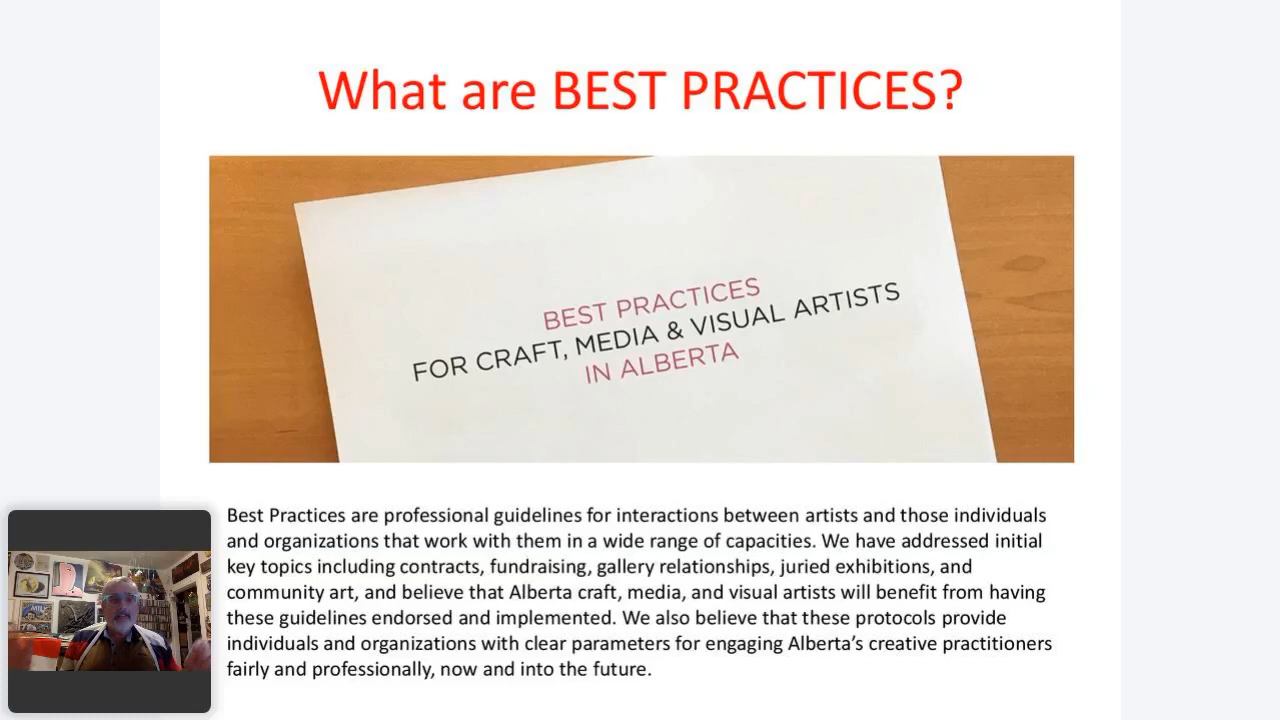 What are BEST PRACTICES?
BEST PRACTICES
FOR CRAFT, MEDIA & VISUAL ARTISTS
IN ALBERTA
Best Practices are professional guidelines for interactions between artists and those individuals
and organizations that work with them in a wide range of capacities. We have addressed initial
key topics including contracts, fundraising, gallery relationships, juried exhibitions, and
community art, and believe that Alberta craft, media, and visual artists will benefit from having
these guidelines endorsed and implemented. We also believe that these protocols provide
individuals and organizations with clear parameters for engaging Alberta’s creative practitioners
fairly and professionally, now and into the future.